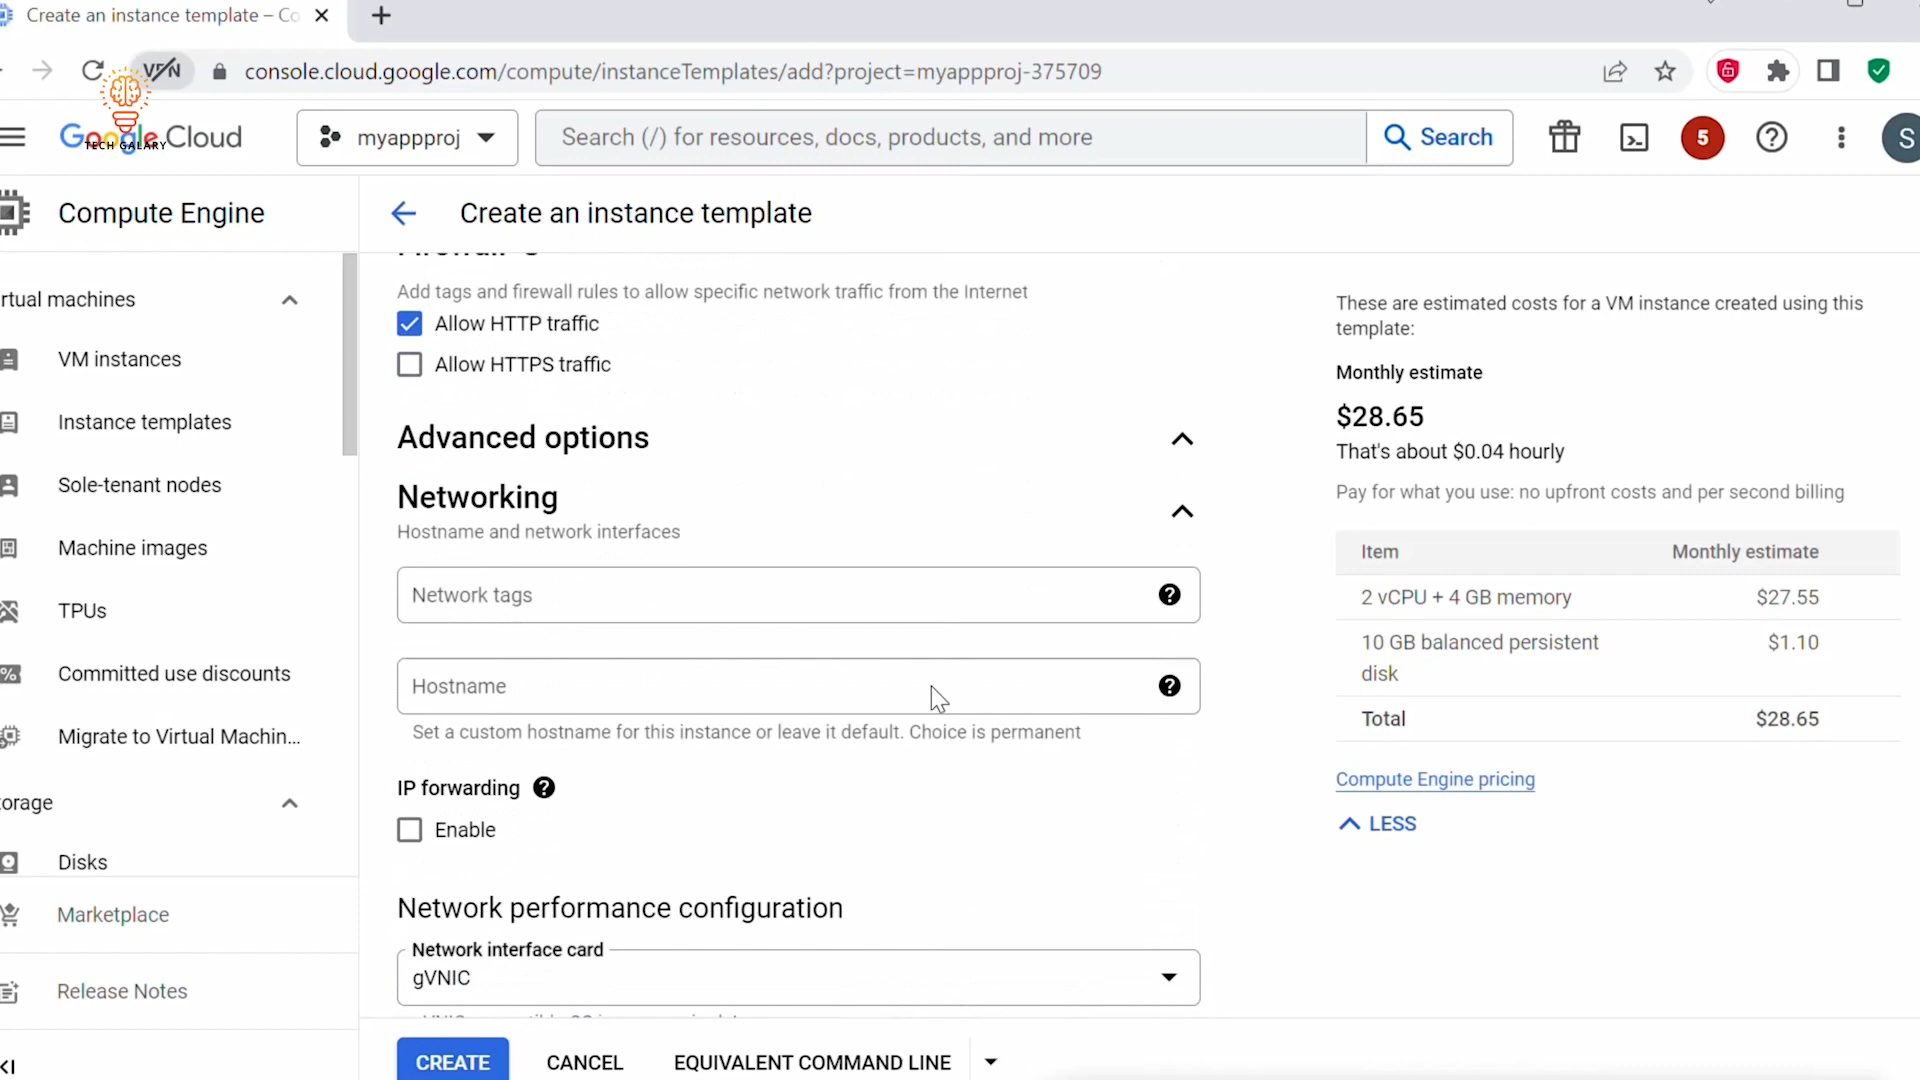 Create an instance template – Co
VPN
console.cloud.google.com/compute/instanceTemplates/add?project=myappproj-375709
Google Cloud
TECH GALARY
myappproj
Search (/) for resources, docs, products, and more
Search
5
S
Compute Engine
Create an instance template
rtual machines
VM instances
Instance templates
Sole-tenant nodes
Machine images
TPUs
Committed use discounts
Migrate to Virtual Machin...
torage
Disks
Marketplace
Release Notes
Add tags and firewall rules to allow specific network traffic from the Internet
Allow HTTP traffic
Allow HTTPS traffic
Advanced options
Networking
Hostname and network interfaces
Network tags
Hostname
Set a custom hostname for this instance or leave it default. Choice is permanent
IP forwarding
Enable
Network performance configuration
Network interface card
gVNIC
CREATE
CANCEL
EQUIVALENT COMMAND LINE
These are estimated costs for a VM instance created using this
template:
Monthly estimate
$28.65
That's about $0.04 hourly
Pay for what you use: no upfront costs and per second billing
Item Monthly estimate
2 vCPU + 4 GB memory $27.55
10 GB balanced persistent $1.10
disk
Total $28.65
Compute Engine pricing
LESS